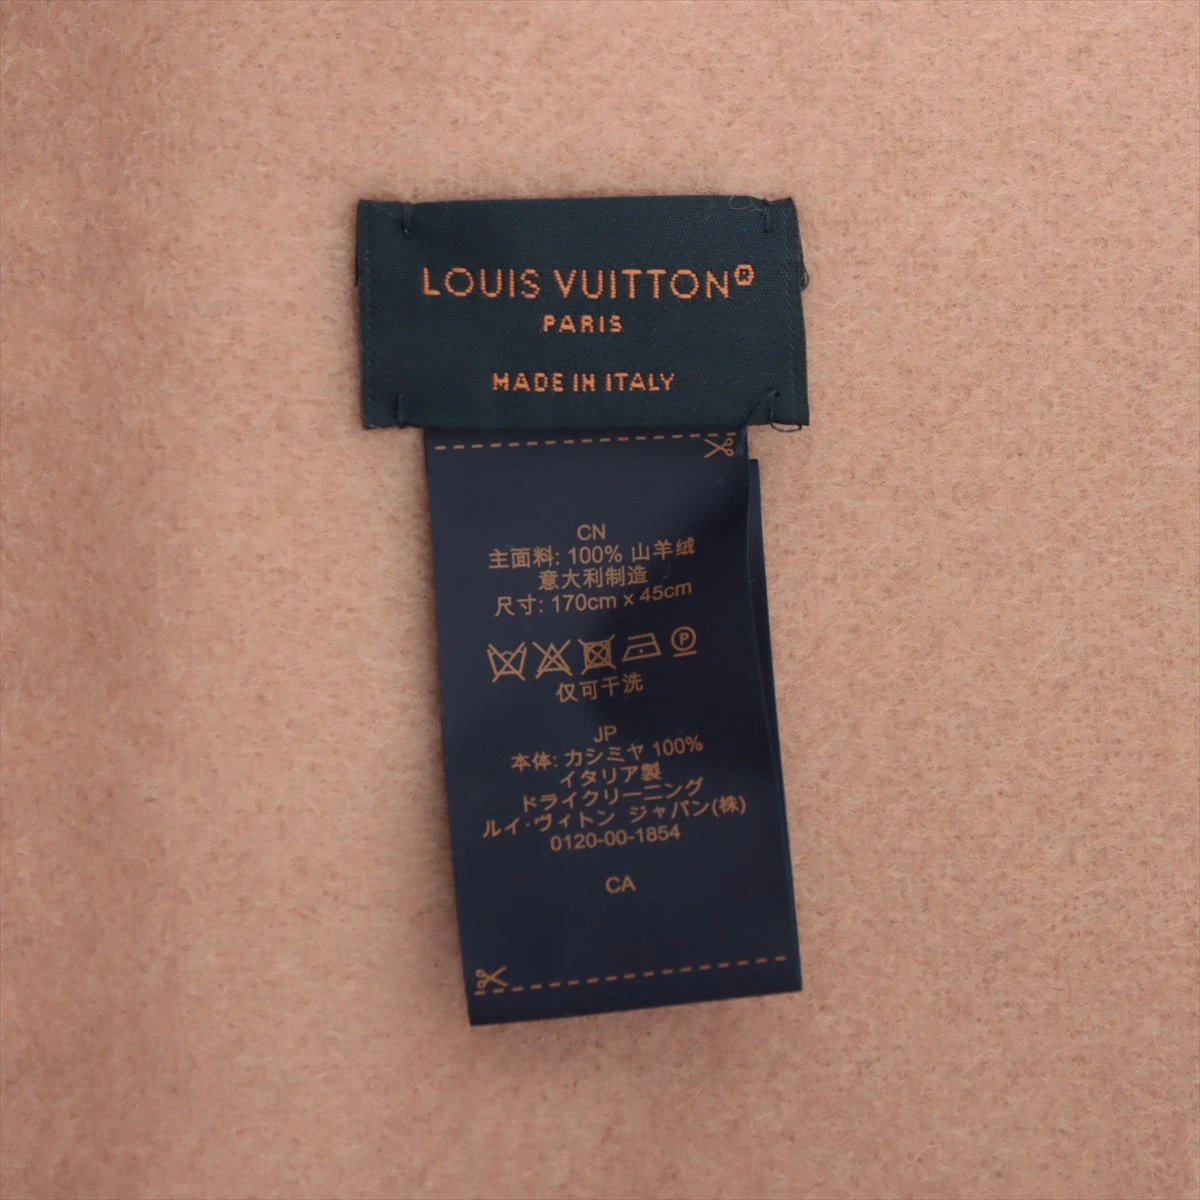 LOUIS VUITTON®
PARIS
MADE IN ITALY
CN
主面料: 100% 山羊绒
意大利制造
尺寸: 170cm x 45cm
P
仅可干洗
JP
本体: カシミヤ 100%
イタリア製
ドライクリーニング
ルイ·ヴィトン ジャパン(株)
0120-00-1854
CA